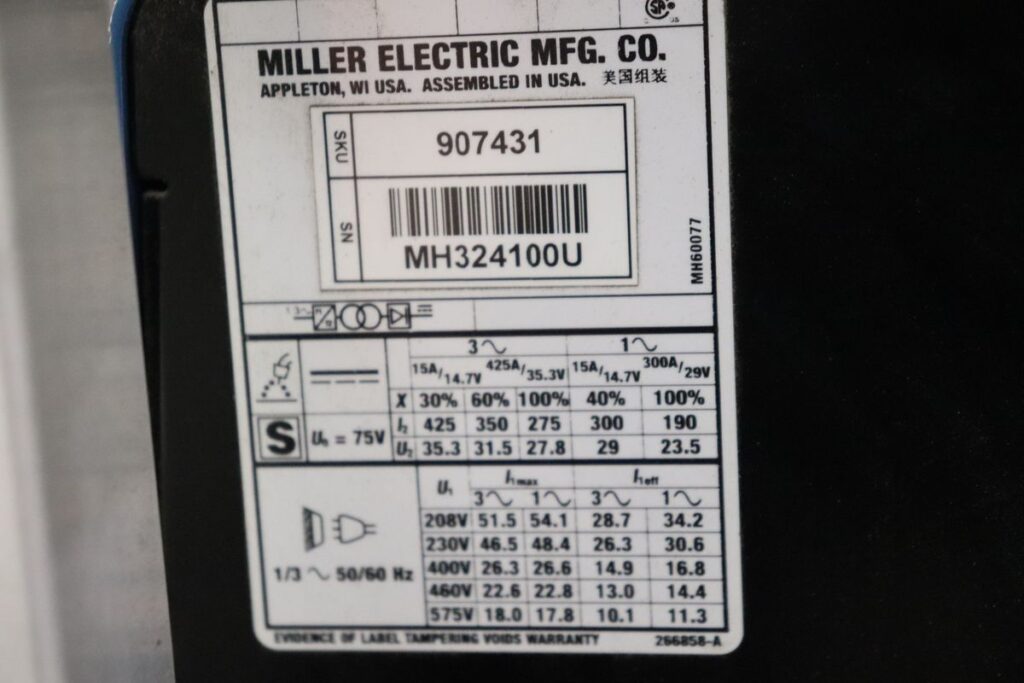 SP
MILLER ELECTRIC MFG. CO.
APPLETON, WI USA. ASSEMBLED IN USA. 美国组装
SKU 907431
SN
MH324100U
MH60077
3~ 1~
15A/14.7V 425A/35.3V 15A/14.7V 300A/29V
X 30% 60% 100% 40% 100%
S U₀ = 75V I₂ 425 350 275 300 190
U₂ 35.3 31.5 27.8 29 23.5
U₁ I₁max I₁eff
3~ 1~ 3~ 1~
208V 51.5 54.1 28.7 34.2
230V 46.5 48.4 26.3 30.6
1/3 ~ 50/60 Hz 400V 26.3 26.6 14.9 16.8
460V 22.6 22.8 13.0 14.4
575V 18.0 17.8 10.1 11.3
EVIDENCE OF LABEL TAMPERING VOIDS WARRANTY 266858-A